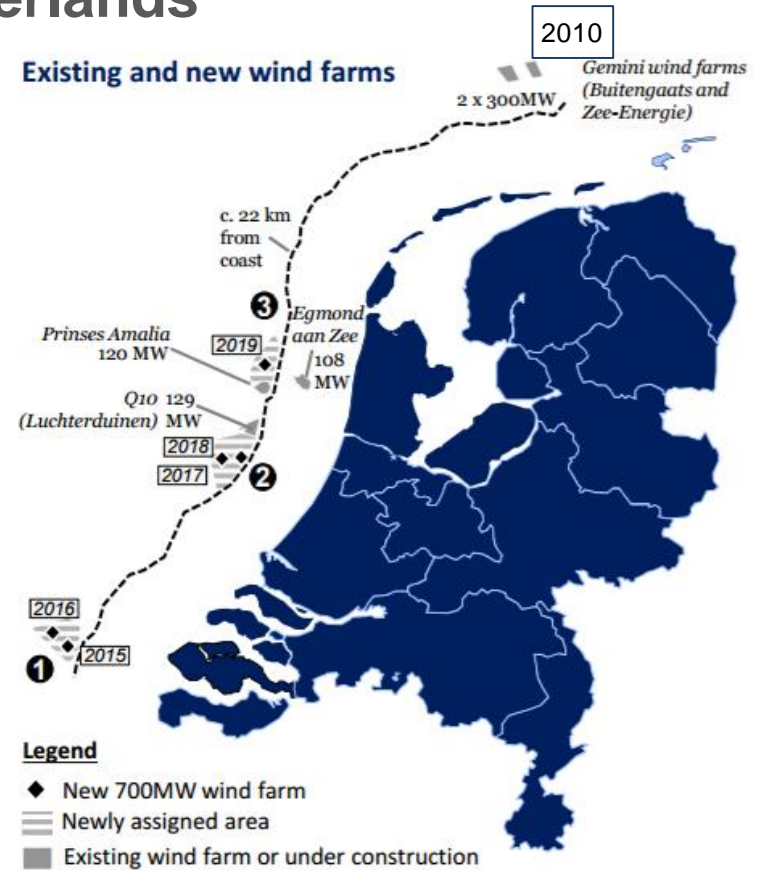 erlands
2010
Existing and new wind farms
Gemini wind farms
(Buitengaats and
Zee-Energie)
2 x 300MW
c. 22 km
from
coast
3
Egmond
aan Zee
108
MW
Prinses Amalia
120 MW
2019
Q10 129
(Luchterduinen) MW
2018
2017
2
2016
2015
1
Legend
New 700MW wind farm
Newly assigned area
Existing wind farm or under construction